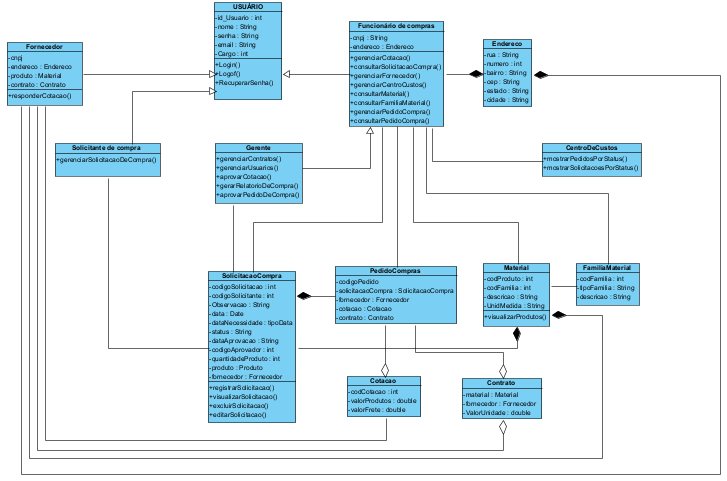 USUÁRIO
-id_Usuario : int
-nome : String
-senha : String
-email : String
-Cargo : int
+Login()
+Logof()
+RecuperarSenha()
Funcionário de compras
-cnpj : String
-endereco : Endereco
+gerenciarCotacao()
+consultarSolicitacaoCompra()
+gerenciarFornecedor()
+gerenciarCentroCustos()
+consultarMaterial()
+consultarFamiliaMaterial()
+gerenciarPedidoCompra()
+consultarPedidoCompra()
Fornecedor
-cnpj
-endereco : Endereco
-produto : Material
-contrato : Contrato
+responderCotacao()
Endereco
-rua : String
-numero : int
-bairro : String
-cep : String
-estado : String
-cidade : String
Solicitante de compra
+gerenciarSolicitacaoDeCompra()
Gerente
+gerenciarContratos()
+gerenciarUsuarios()
+aprovarCotacao()
+gerarRelatorioDeCompra()
+aprovarPedidoDeCompra()
CentroDeCustos
+mostrarPedidosPorStatus()
+mostrarSolicitacoesPorStatus()
SolicitacaoCompra
-codigoSolicitacao : int
-codigoSolicitante : int
-Observacao : String
-data : Date
-dataNecessidade : tipoData
-status : String
-dataAprovacao : String
-codigoAprovador : int
-quantidadeProduto : int
-produto : Produto
-fornecedor : Fornecedor
+registrarSolicitacao()
+visualizarSolicitacao()
+excluirSolicitacao()
+editarSolicitacao()
PedidoCompras
-codigoPedido
-solicitacaoCompra : SolicitacaoCompra
-fornecedor : Fornecedor
-cotacao : Cotacao
-contrato : Contrato
Material
-codProduto : int
-codFamilia : int
-descricao : String
-UnidMedida : String
+visualizarProdutos()
FamiliaMaterial
-codFamilia : int
-tipoFamilia : String
-descricao : String
Cotacao
-codCotacao : int
-valorProdutos : double
-valorFrete : double
Contrato
-material : Material
-fornecedor : Fornecedor
-ValorUnidade : double